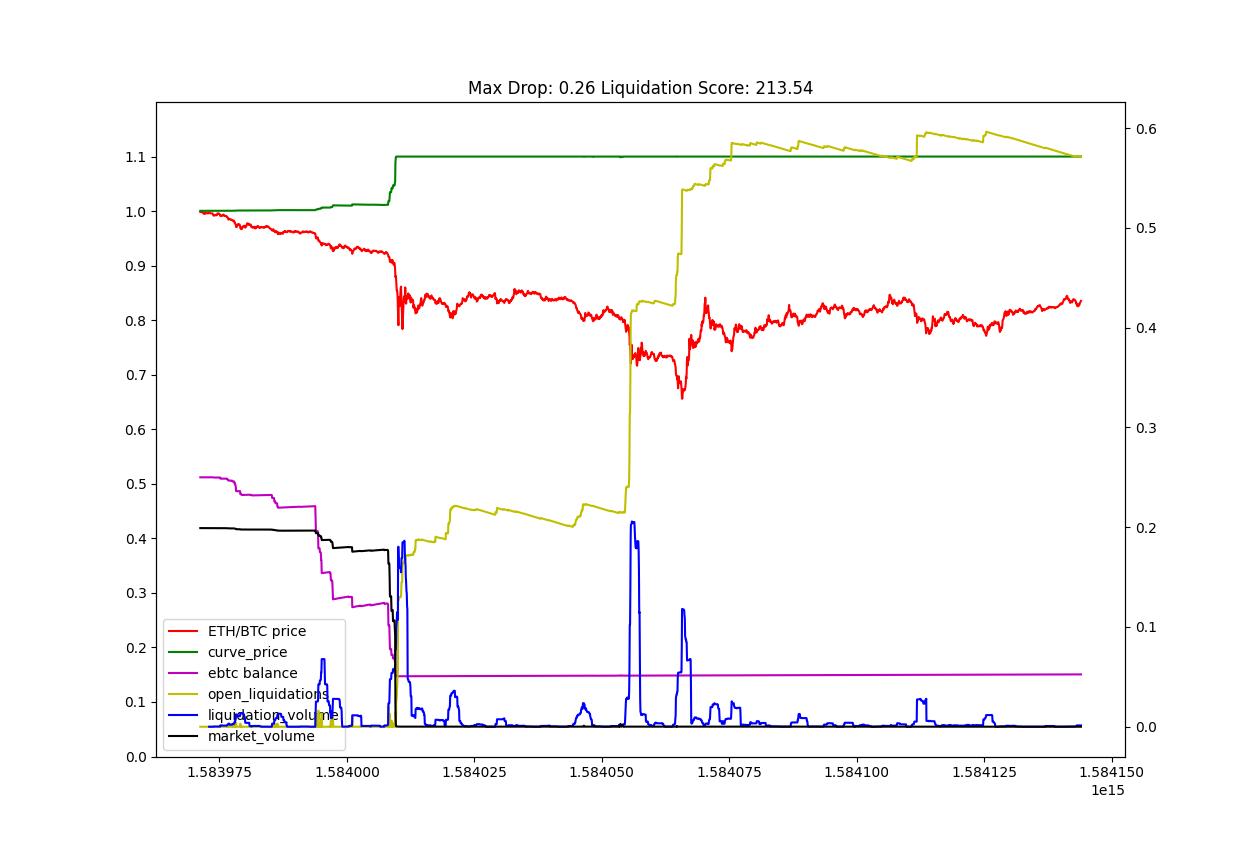 Max Drop: 0.26 Liquidation Score: 213.54
1.1
1.0
0.9
0.8
0.7
0.6
0.5
0.4
0.3
0.2
0.1
0.0
0.6
0.5
0.4
0.3
0.2
0.1
0.0
ETH/BTC price
curve_price
ebtc balance
open_liquidations
liquidation_volume
market_volume
1.583975 1.584000 1.584025 1.584050 1.584075 1.584100 1.584125 1.584150
1e15